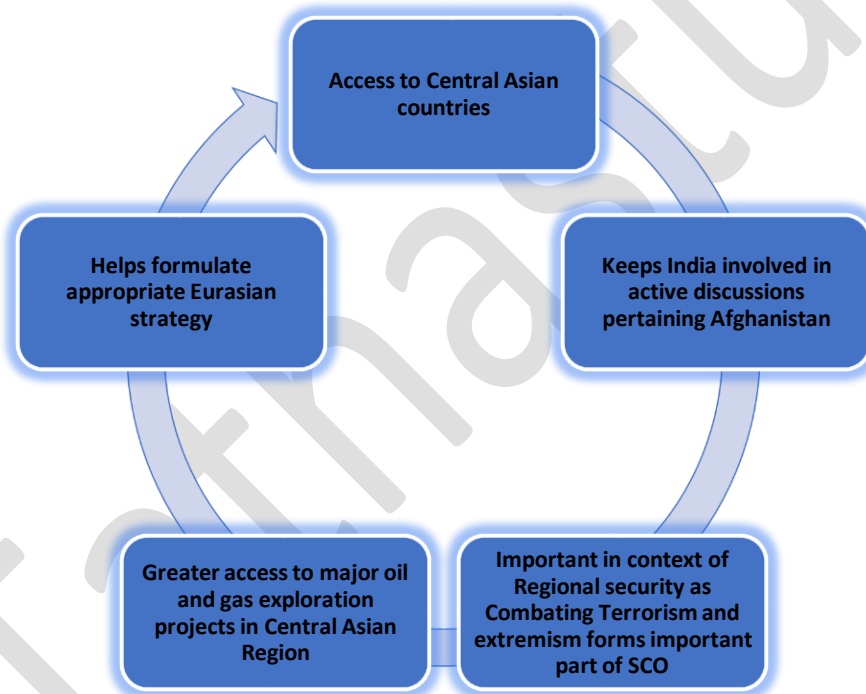 Access to Central Asian
countries
Keeps India involved in
active discussions
pertaining Afghanistan
Important in context of
Regional security as
Combating Terrorism and
extremism forms important
part of SCO
Greater access to major oil
and gas exploration
projects in Central Asian
Region
Helps formulate
appropriate Eurasian
strategy